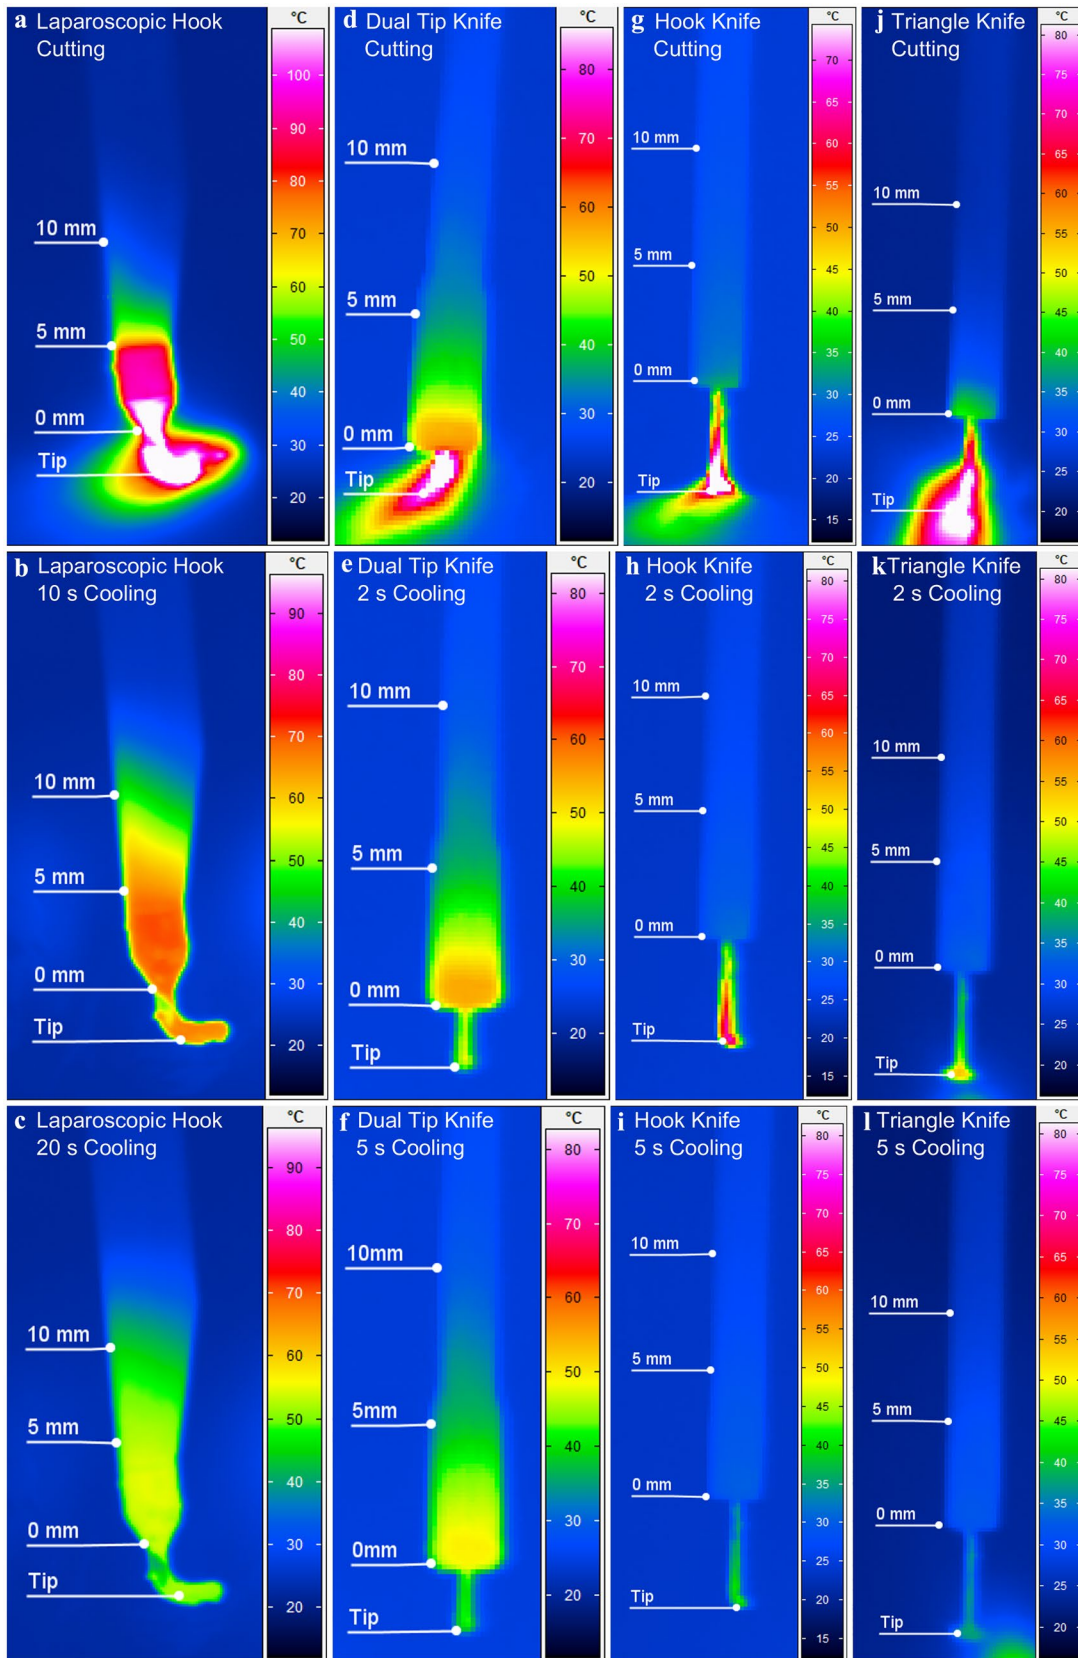 a Laparoscopic Hook
Cutting
°C
100
90
80
70
60
50
40
30
20
10 mm
5 mm
0 mm
Tip
d Dual Tip Knife
Cutting
°C
80
70
60
50
40
30
20
10 mm
5 mm
0 mm
Tip
g Hook Knife
Cutting
°C
70
65
60
55
50
45
40
35
30
25
20
15
10 mm
5 mm
0 mm
Tip
j Triangle Knife
Cutting
°C
80
75
70
65
60
55
50
45
40
35
30
25
20
10 mm
5 mm
0 mm
Tip
b Laparoscopic Hook
10 s Cooling
°C
90
80
70
60
50
40
30
20
10 mm
5 mm
0 mm
Tip
e Dual Tip Knife
2 s Cooling
°C
80
70
60
50
40
30
20
10 mm
5 mm
0 mm
Tip
h Hook Knife
2 s Cooling
°C
80
75
70
65
60
55
50
45
40
35
30
25
20
15
10 mm
5 mm
0 mm
Tip
k Triangle Knife
2 s Cooling
°C
80
75
70
65
60
55
50
45
40
35
30
25
20
10 mm
5 mm
0 mm
Tip
c Laparoscopic Hook
20 s Cooling
°C
90
80
70
60
50
40
30
20
10 mm
5 mm
0 mm
Tip
f Dual Tip Knife
5 s Cooling
°C
80
70
60
50
40
30
20
10mm
5mm
0mm
Tip
i Hook Knife
5 s Cooling
°C
80
75
70
65
60
55
50
45
40
35
30
25
20
15
10 mm
5 mm
0 mm
Tip
l Triangle Knife
5 s Cooling
°C
80
75
70
65
60
55
50
45
40
35
30
25
20
10 mm
5 mm
0 mm
Tip